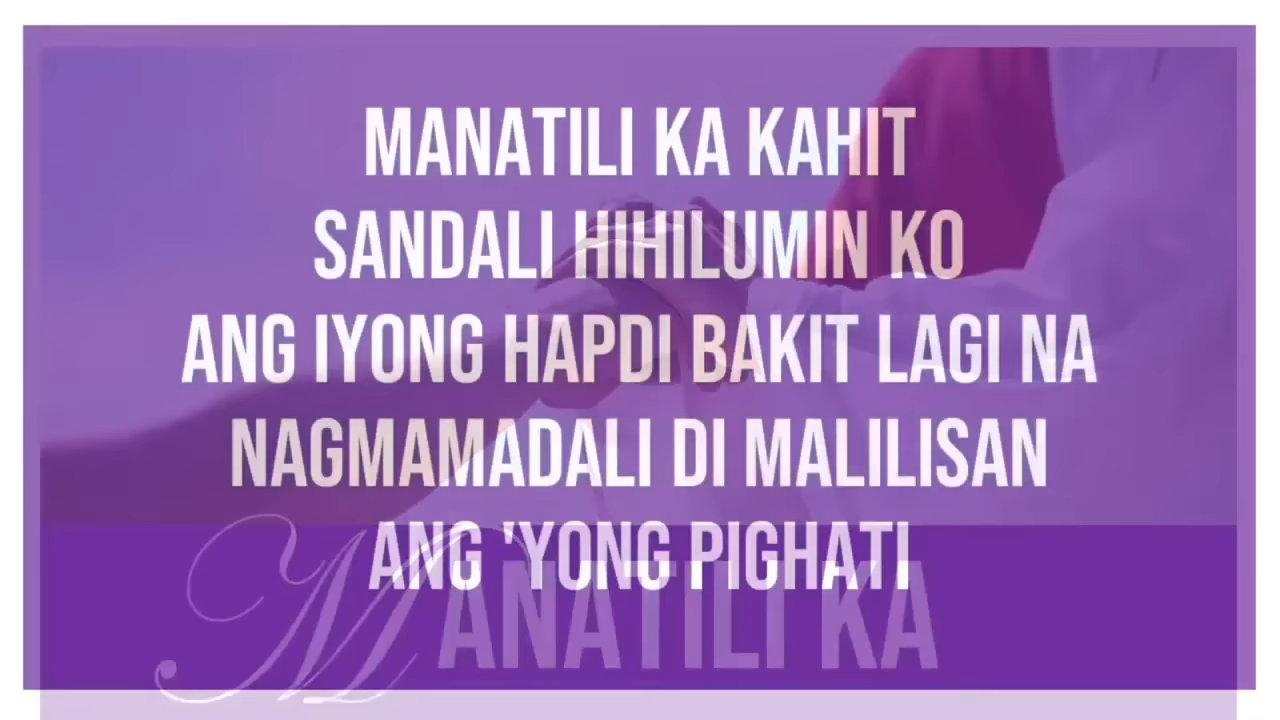 MANATILI KA KAHIT
SANDALI HIHILUMIN KO
ANG IYONG HAPDI BAKIT LAGI NA
NAGMAMADALI DI MALILISAN
ANG 'YONG PIGHATI
MANATILI KA